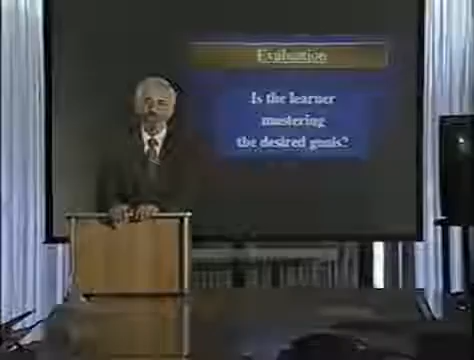 Evaluation
Is the learner
mastering
the desired goals?